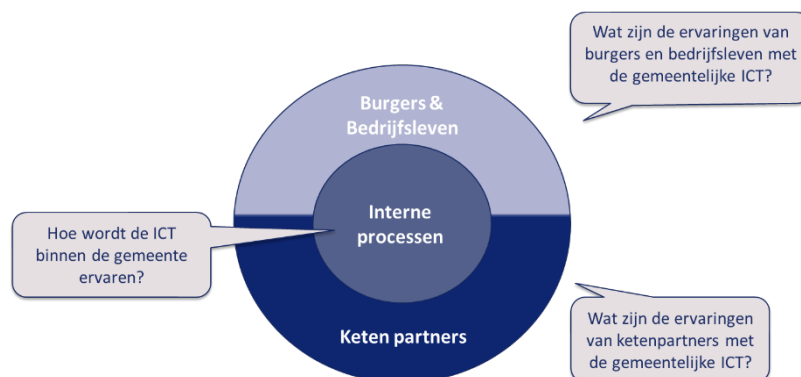 Wat zijn de ervaringen van
burgers en bedrijfsleven met
de gemeentelijke ICT?
Burgers &
Bedrijfsleven
Interne
processen
Hoe wordt de ICT
binnen de gemeente
ervaren?
Keten partners
Wat zijn de ervaringen
van ketenpartners met
de gemeentelijke ICT?